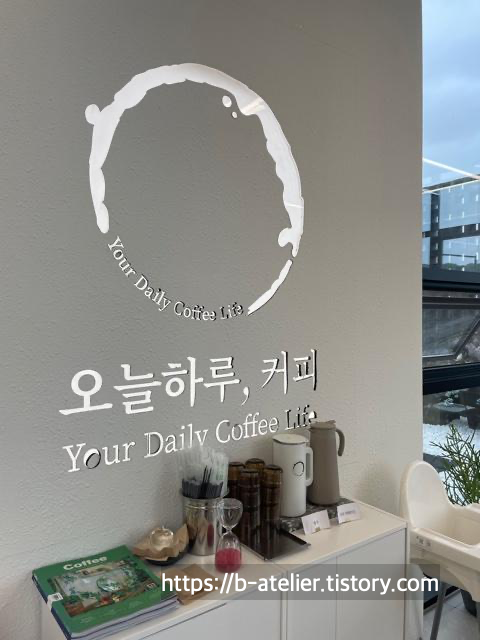 Your Daily Coffee Life
오늘하루, 커피
Your Daily Coffee Life
Coffee
https://b-atelier.tistory.com